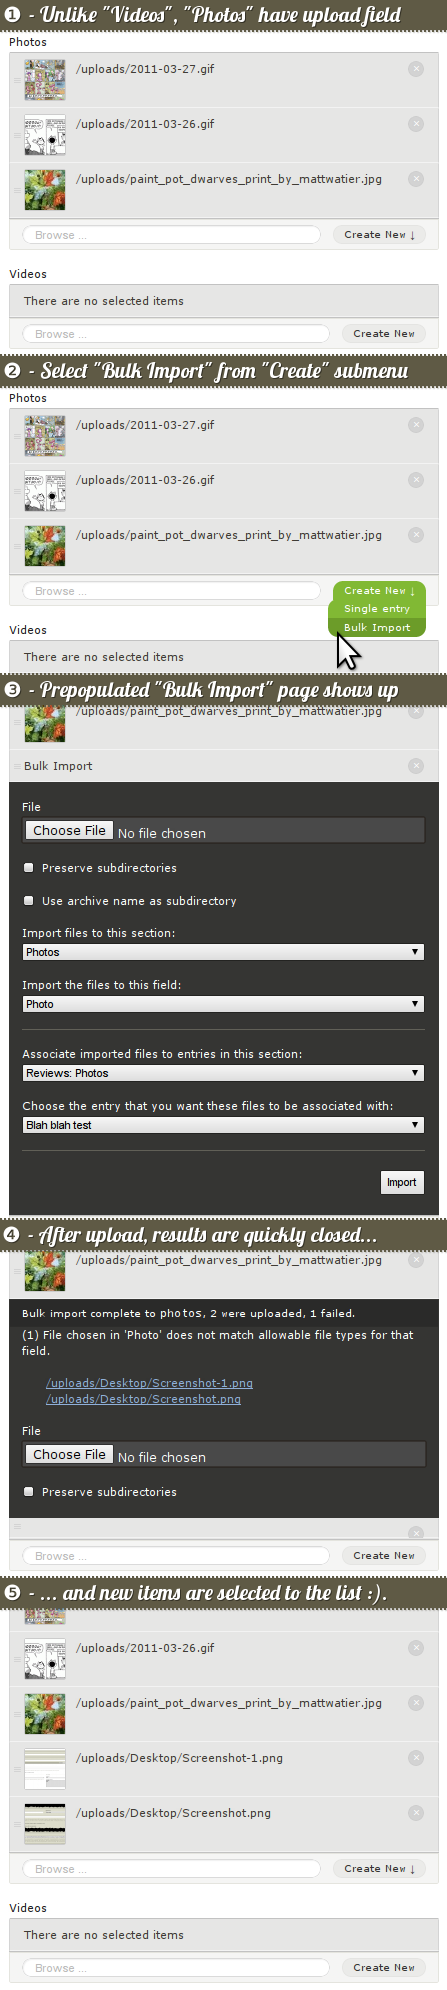 ❶ - Unlike "Videos", "Photos" have upload field
Photos
/uploads/2011-03-27.gif
/uploads/2011-03-26.gif
/uploads/paint_pot_dwarves_print_by_mattwatier.jpg
Browse ... Create New ↓
Videos
There are no selected items
Browse ... Create New
❷ - Select "Bulk Import" from "Create" submenu
Photos
/uploads/2011-03-27.gif
/uploads/2011-03-26.gif
/uploads/paint_pot_dwarves_print_by_mattwatier.jpg
Browse ... Create New ↓
Single entry
Videos
Bulk Import
There are no selected items
❸ - Prepopulated "Bulk Import" page shows up
/uploads/paint_pot_dwarves_print_by_mattwatier.jpg
Bulk Import
File
Choose File No file chosen
Preserve subdirectories
Use archive name as subdirectory
Import files to this section:
Photos
Import the files to this field:
Photo
Associate imported files to entries in this section:
Reviews: Photos
Choose the entry that you want these files to be associated with:
Blah blah test
Import
❹ - After upload, results are quickly closed...
/uploads/paint_pot_dwarves_print_by_mattwatier.jpg
Bulk import complete to photos, 2 were uploaded, 1 failed.
(1) File chosen in 'Photo' does not match allowable file types for that
field.
/uploads/Desktop/Screenshot-1.png
/uploads/Desktop/Screenshot.png
File
Choose File No file chosen
Preserve subdirectories
Browse ... Create New
❺ - ... and new items are selected to the list :).
/uploads/2011-03-26.gif
/uploads/paint_pot_dwarves_print_by_mattwatier.jpg
/uploads/Desktop/Screenshot-1.png
/uploads/Desktop/Screenshot.png
Browse ... Create New ↓
Videos
There are no selected items
Browse ... Create New